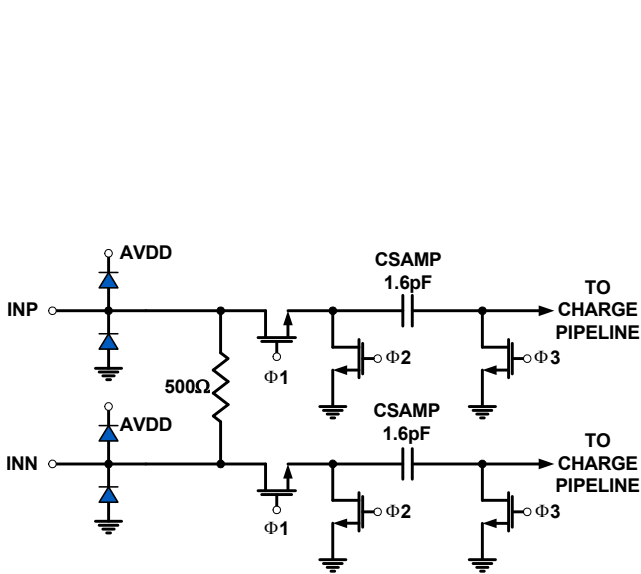 AVDD
CSAMP
1.6pF
INP
TO
CHARGE
PIPELINE
Φ2
Φ3
Φ1
500Ω
AVDD
CSAMP
1.6pF
INN
TO
CHARGE
PIPELINE
Φ2
Φ3
Φ1